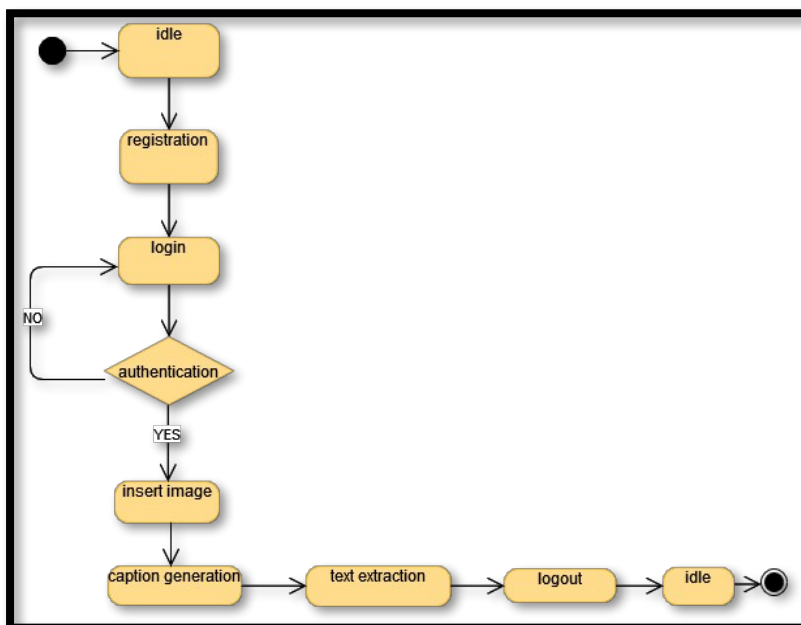 idle
registration
login
NO
authentication
YES
insert image
caption generation
text extraction
logout
idle